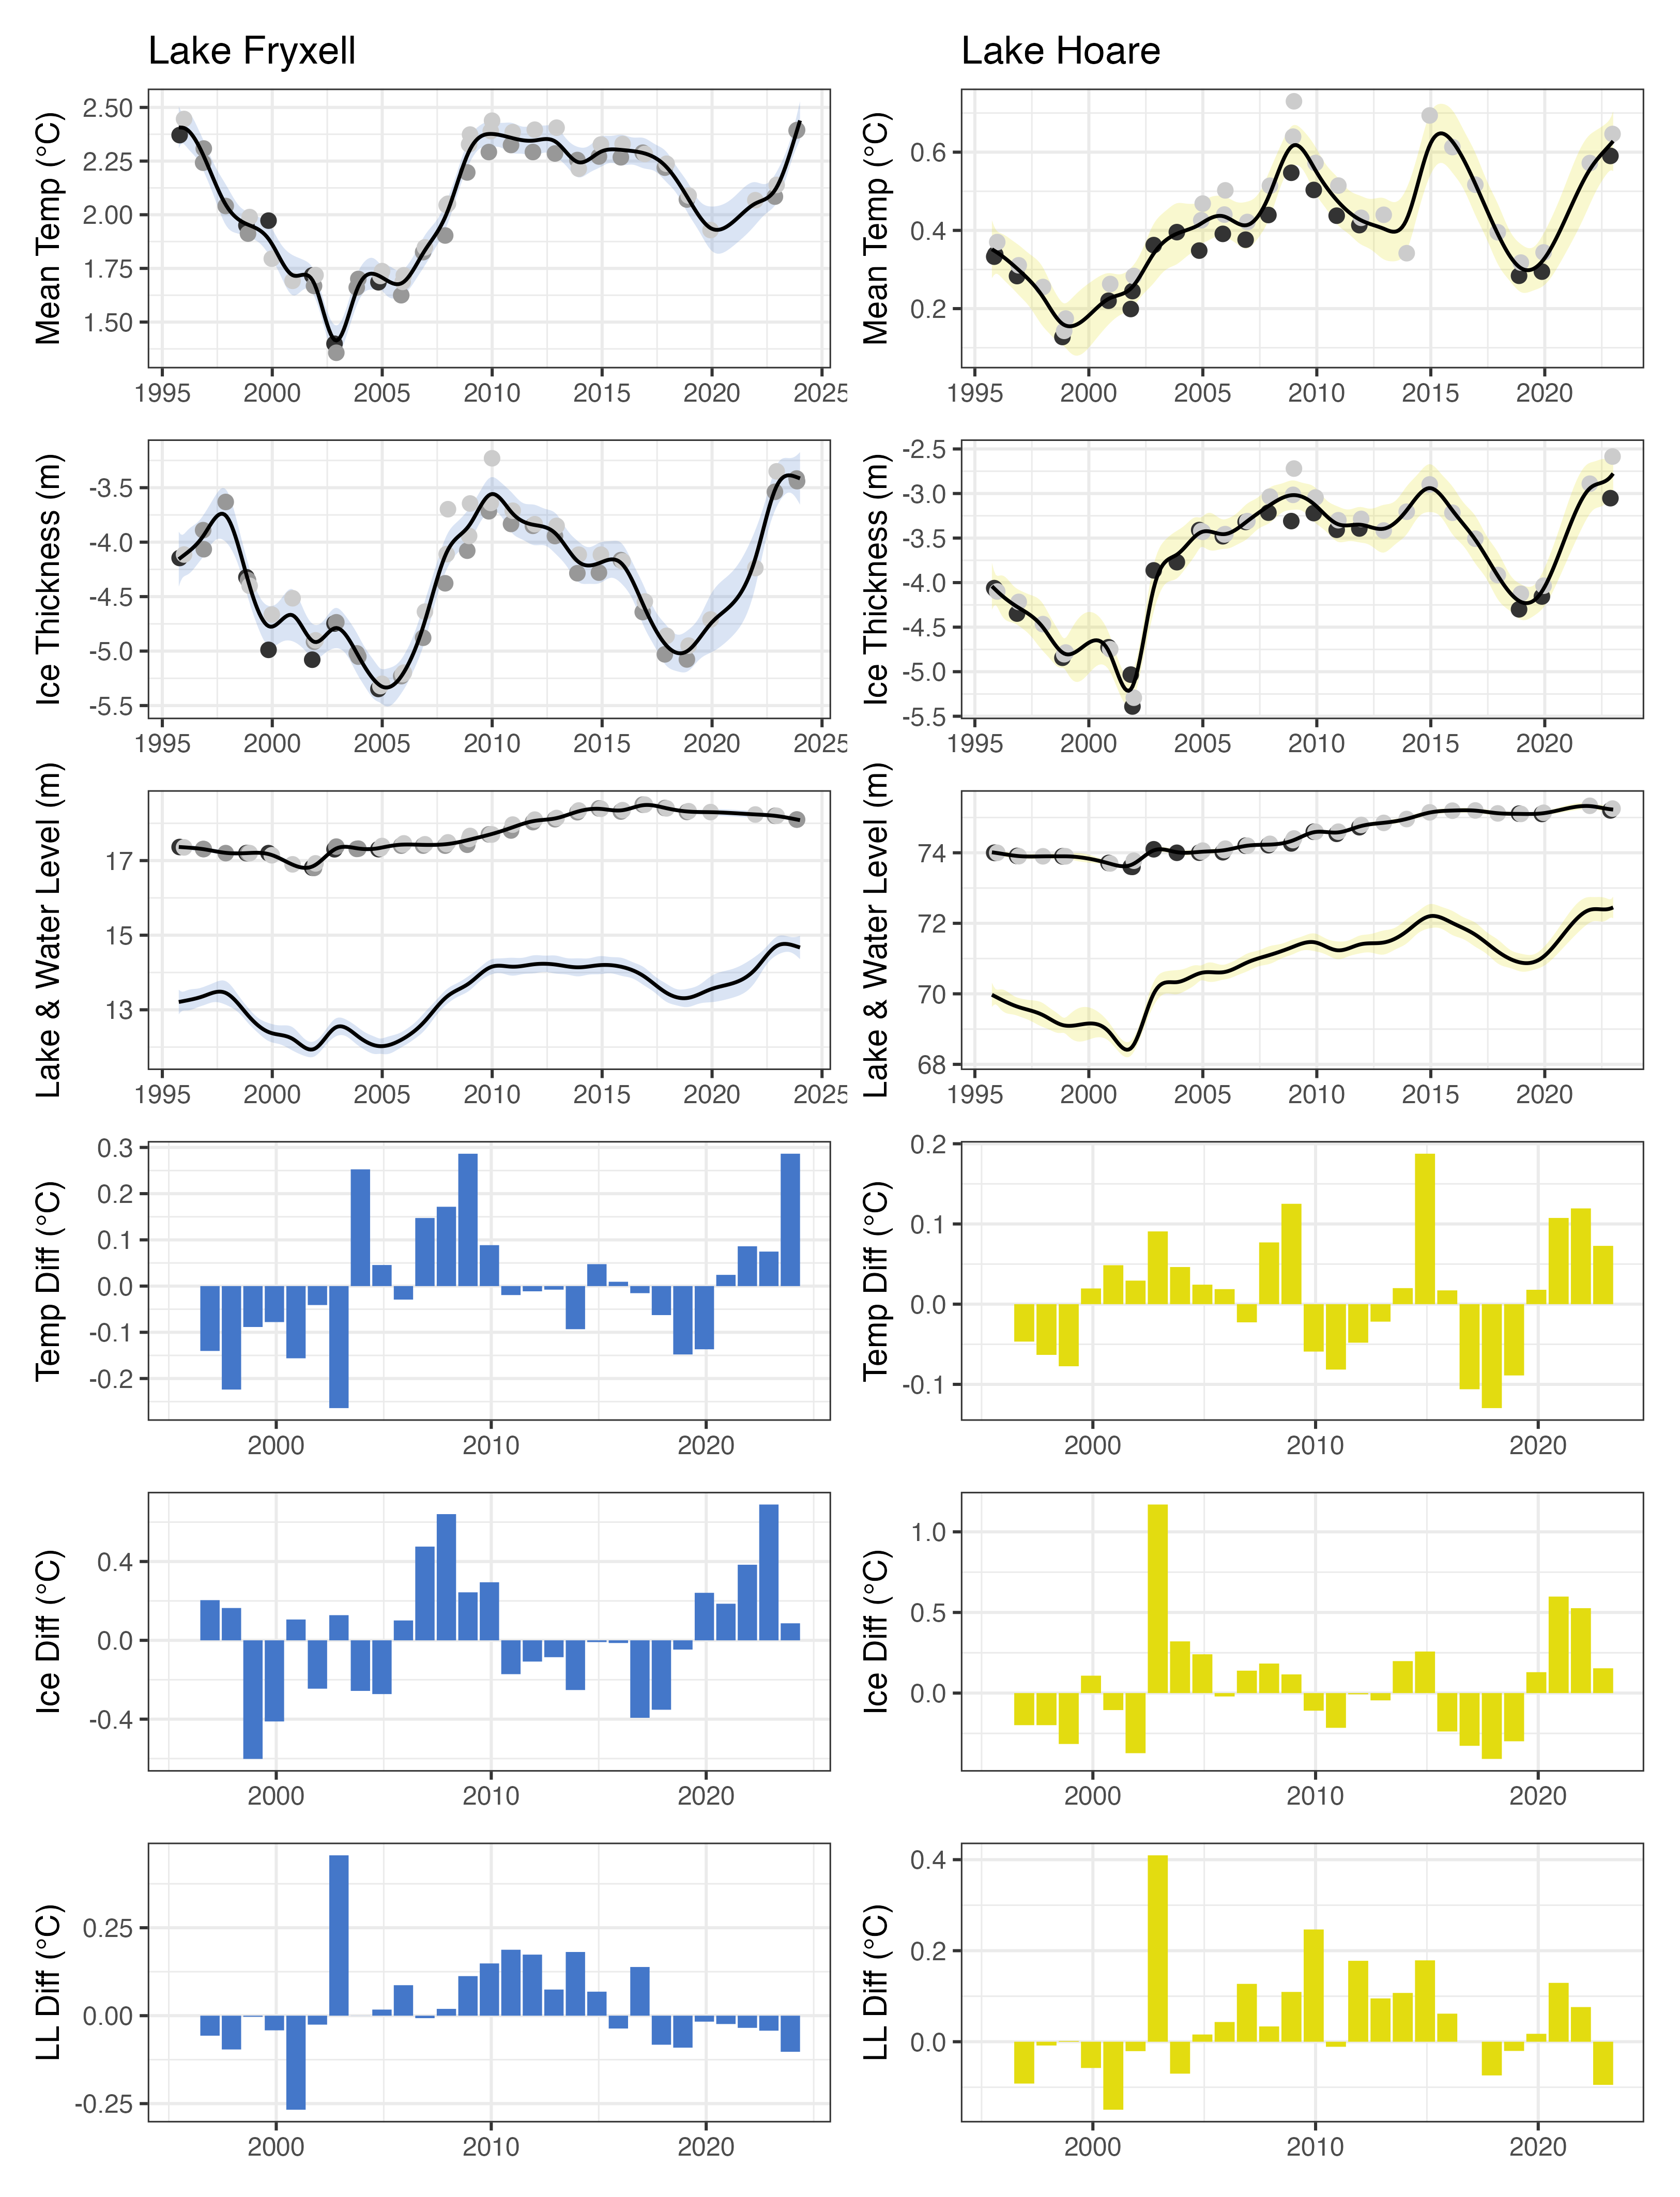 Lake Fryxell
Lake Hoare
Mean Temp (°C)
2.50
2.25
2.00
1.75
1.50
1995 2000 2005 2010 2015 2020 2025
Mean Temp (°C)
0.6
0.4
0.2
1995 2000 2005 2010 2015 2020
Ice Thickness (m)
-3.5
-4.0
-4.5
-5.0
-5.5
1995 2000 2005 2010 2015 2020 2025
Ice Thickness (m)
-2.5
-3.0
-3.5
-4.0
-4.5
-5.0
-5.5
1995 2000 2005 2010 2015 2020
Lake & Water Level (m)
17
15
13
1995 2000 2005 2010 2015 2020 2025
Lake & Water Level (m)
74
72
70
68
1995 2000 2005 2010 2015 2020
Temp Diff (°C)
0.3
0.2
0.1
0.0
-0.1
-0.2
2000 2010 2020
Temp Diff (°C)
0.2
0.1
0.0
-0.1
2000 2010 2020
Ice Diff (°C)
0.4
0.0
-0.4
2000 2010 2020
Ice Diff (°C)
1.0
0.5
0.0
2000 2010 2020
LL Diff (°C)
0.25
0.00
-0.25
2000 2010 2020
LL Diff (°C)
0.4
0.2
0.0
2000 2010 2020